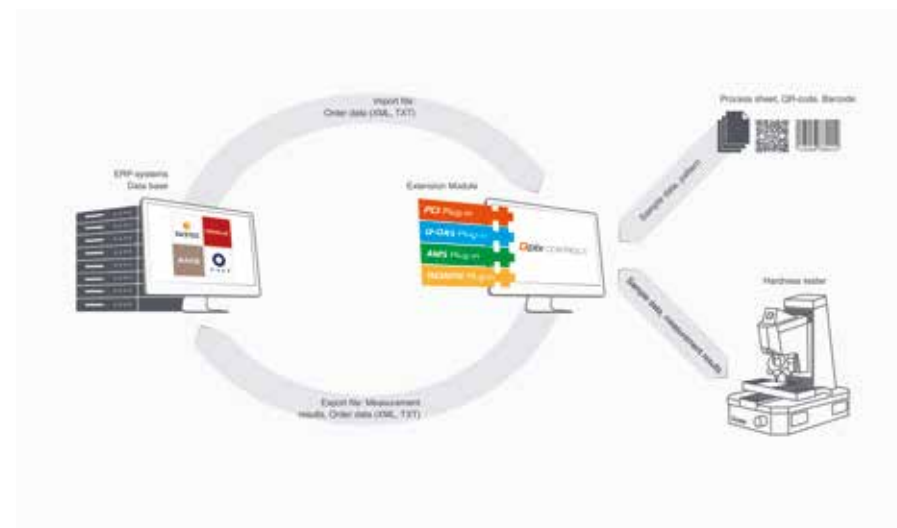 Import file:
Order data (XML, TXT)
Process sheet, QR-code, Barcode
ERP-systems
Data base
Extension Module
Sample data, pattern
PCI Plug-in
Plug-in
AMS Plug-in
Plug-in
CONTROLS
Hardness tester
Sample data, measurement results
Export file: Measurement
results, Order data (XML, TXT)